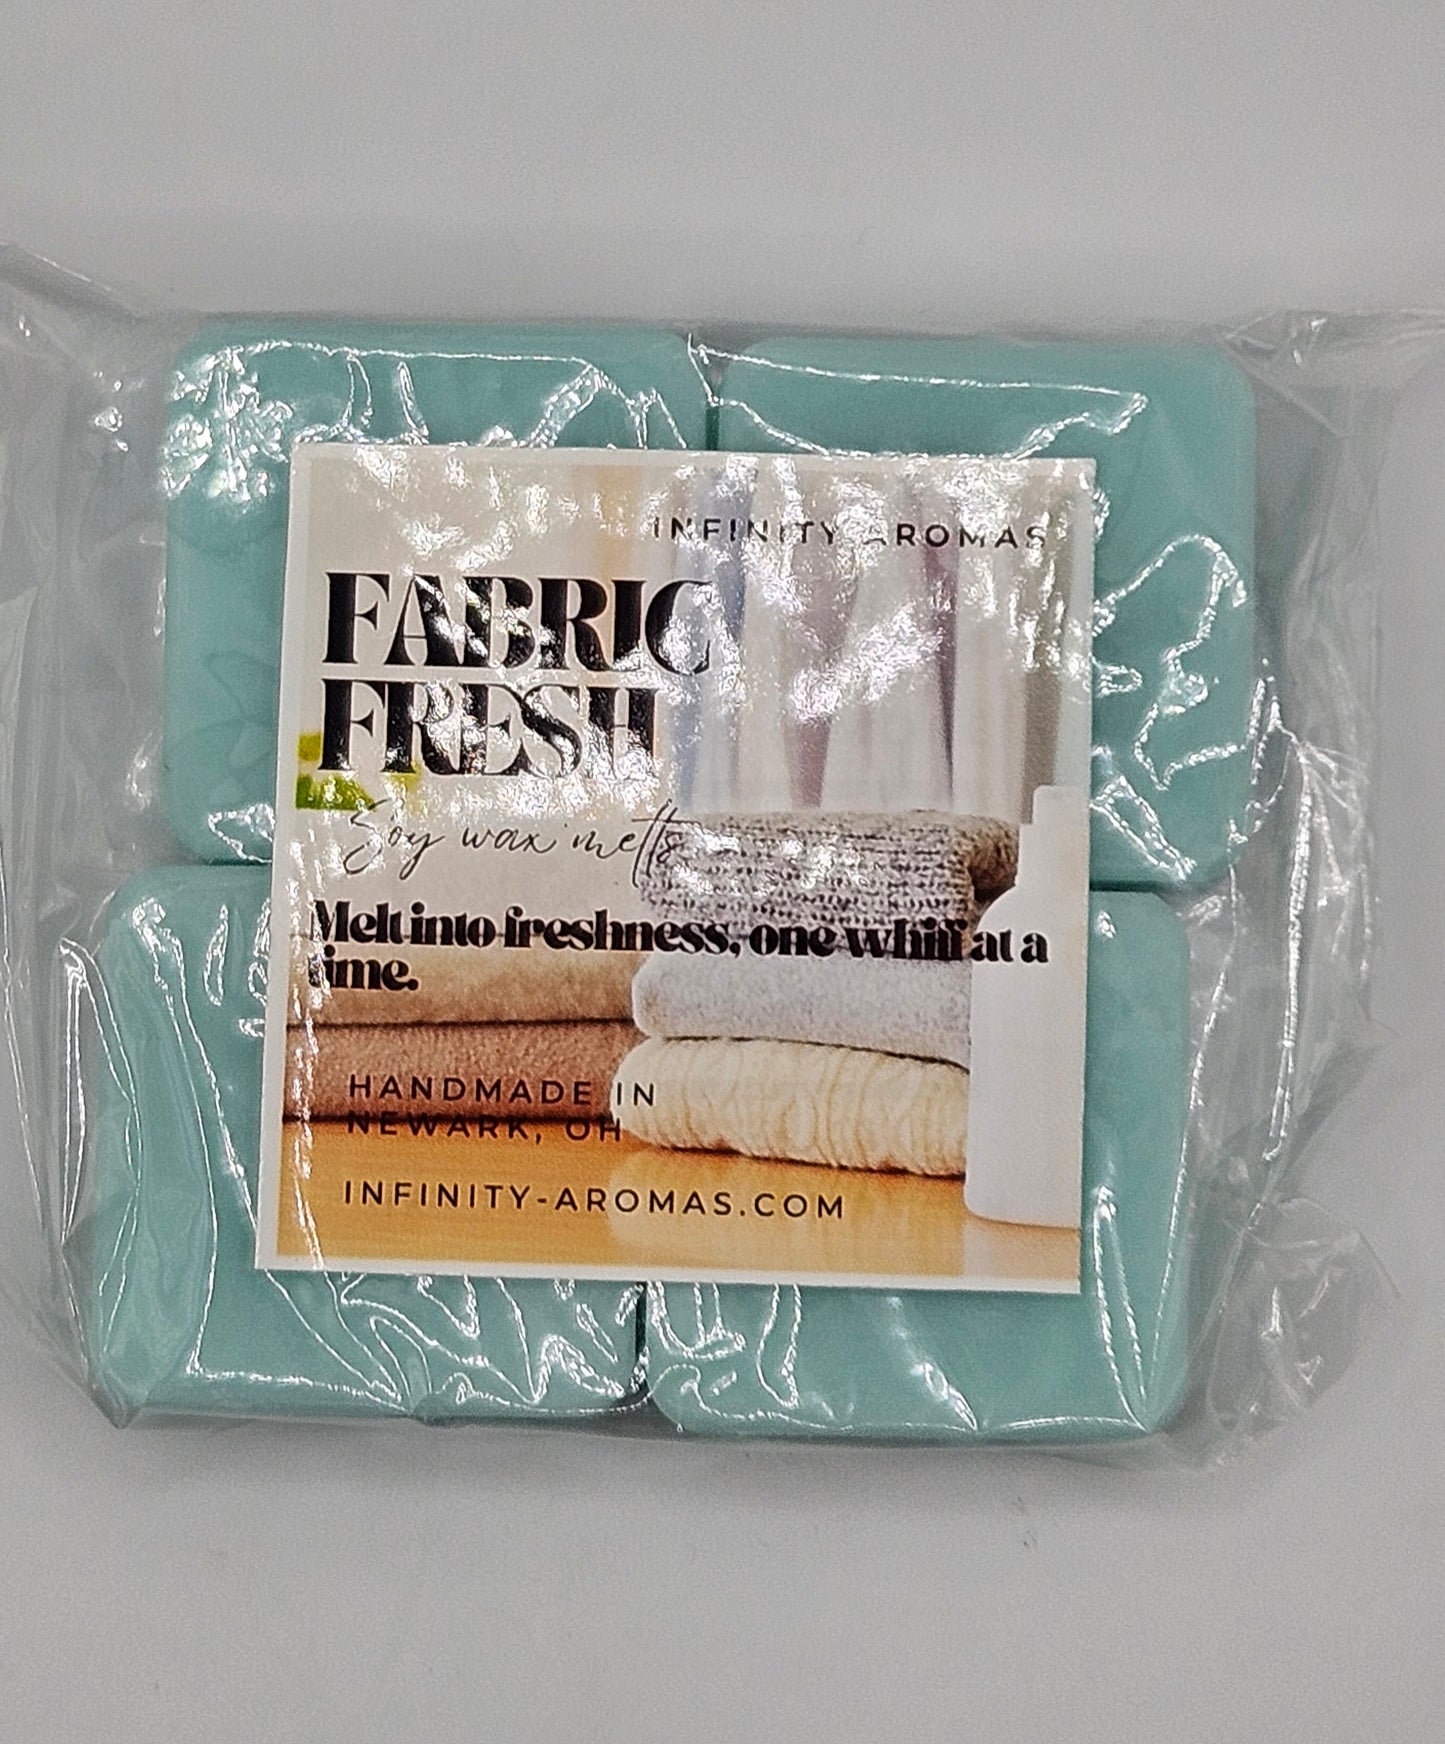 INFINITY AROMAS
FABRIC
FRESH
Soy wax melts
Melt into freshness, one whiff at a
time.
HANDMADE IN
NEWARK, OH
INFINITY-AROMAS.COM